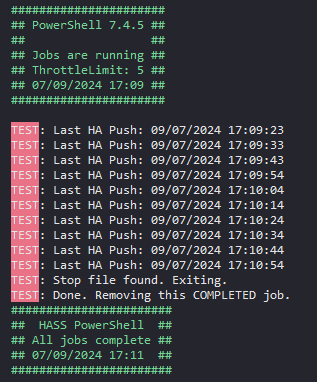 ######################
## PowerShell 7.4.5 ##
##                  ##
## Jobs are running ##
## ThrottleLimit: 5 ##
## 07/09/2024 17:09 ##
######################
TEST: Last HA Push: 09/07/2024 17:09:23
TEST: Last HA Push: 09/07/2024 17:09:33
TEST: Last HA Push: 09/07/2024 17:09:43
TEST: Last HA Push: 09/07/2024 17:09:54
TEST: Last HA Push: 09/07/2024 17:10:04
TEST: Last HA Push: 09/07/2024 17:10:14
TEST: Last HA Push: 09/07/2024 17:10:24
TEST: Last HA Push: 09/07/2024 17:10:34
TEST: Last HA Push: 09/07/2024 17:10:44
TEST: Last HA Push: 09/07/2024 17:10:54
TEST: Stop file found. Exiting.
TEST: Done. Removing this COMPLETED job.
#######################
##  HASS PowerShell  ##
## All jobs complete ##
## 07/09/2024 17:11  ##
#######################